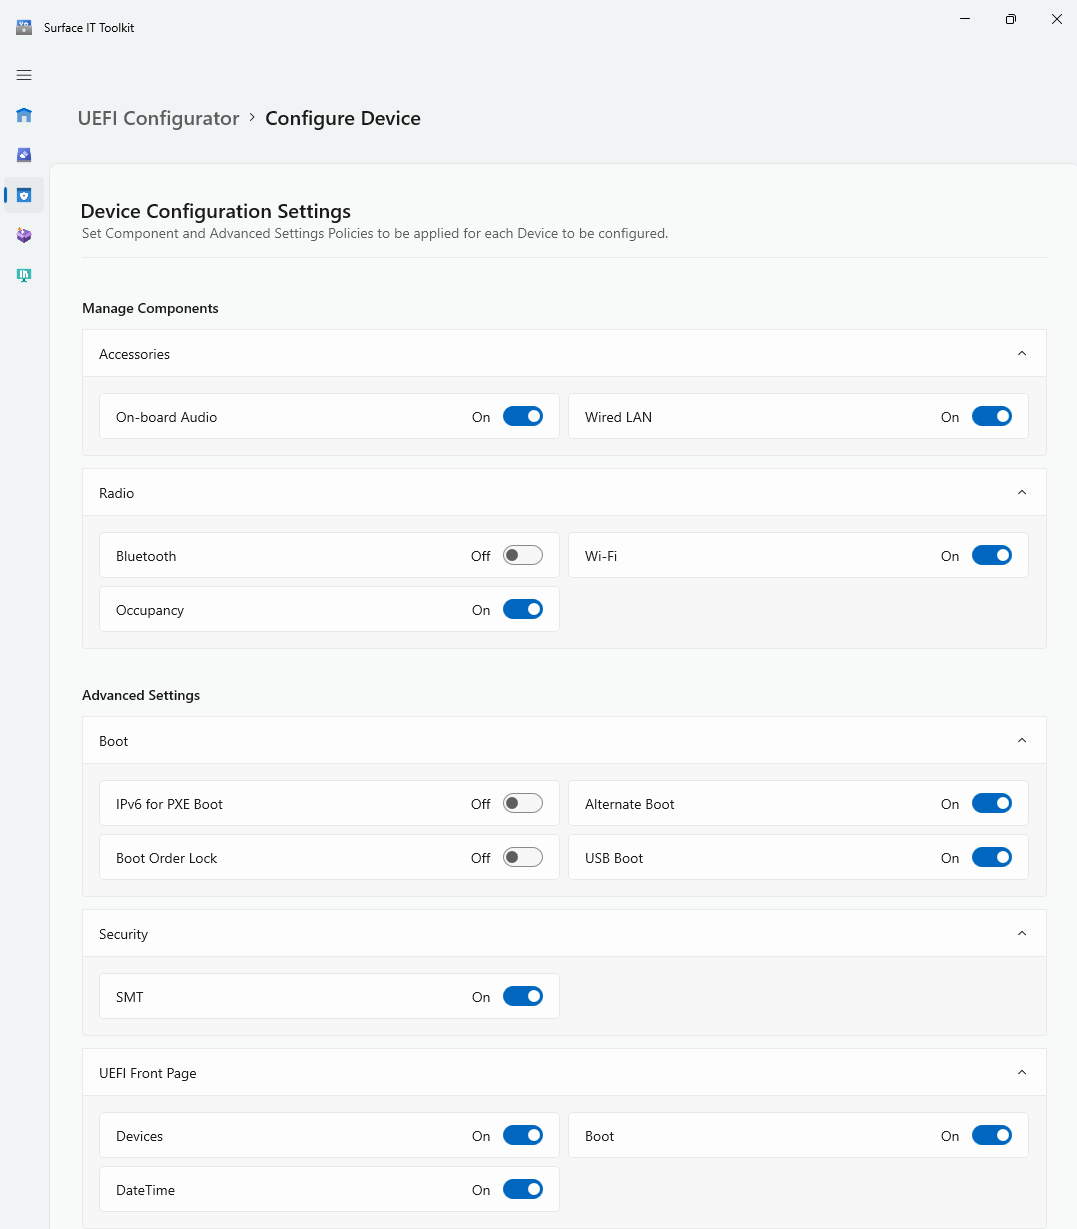 Surface IT Toolkit
UEFI Configurator > Configure Device
Device Configuration Settings
Set Component and Advanced Settings Policies to be applied for each Device to be configured.
Manage Components
Accessories
On-board Audio On Wired LAN On
Radio
Bluetooth Off Wi-Fi On
Occupancy On
Advanced Settings
Boot
IPv6 for PXE Boot Off Alternate Boot On
Boot Order Lock Off USB Boot On
Security
SMT On
UEFI Front Page
Devices On Boot On
DateTime On